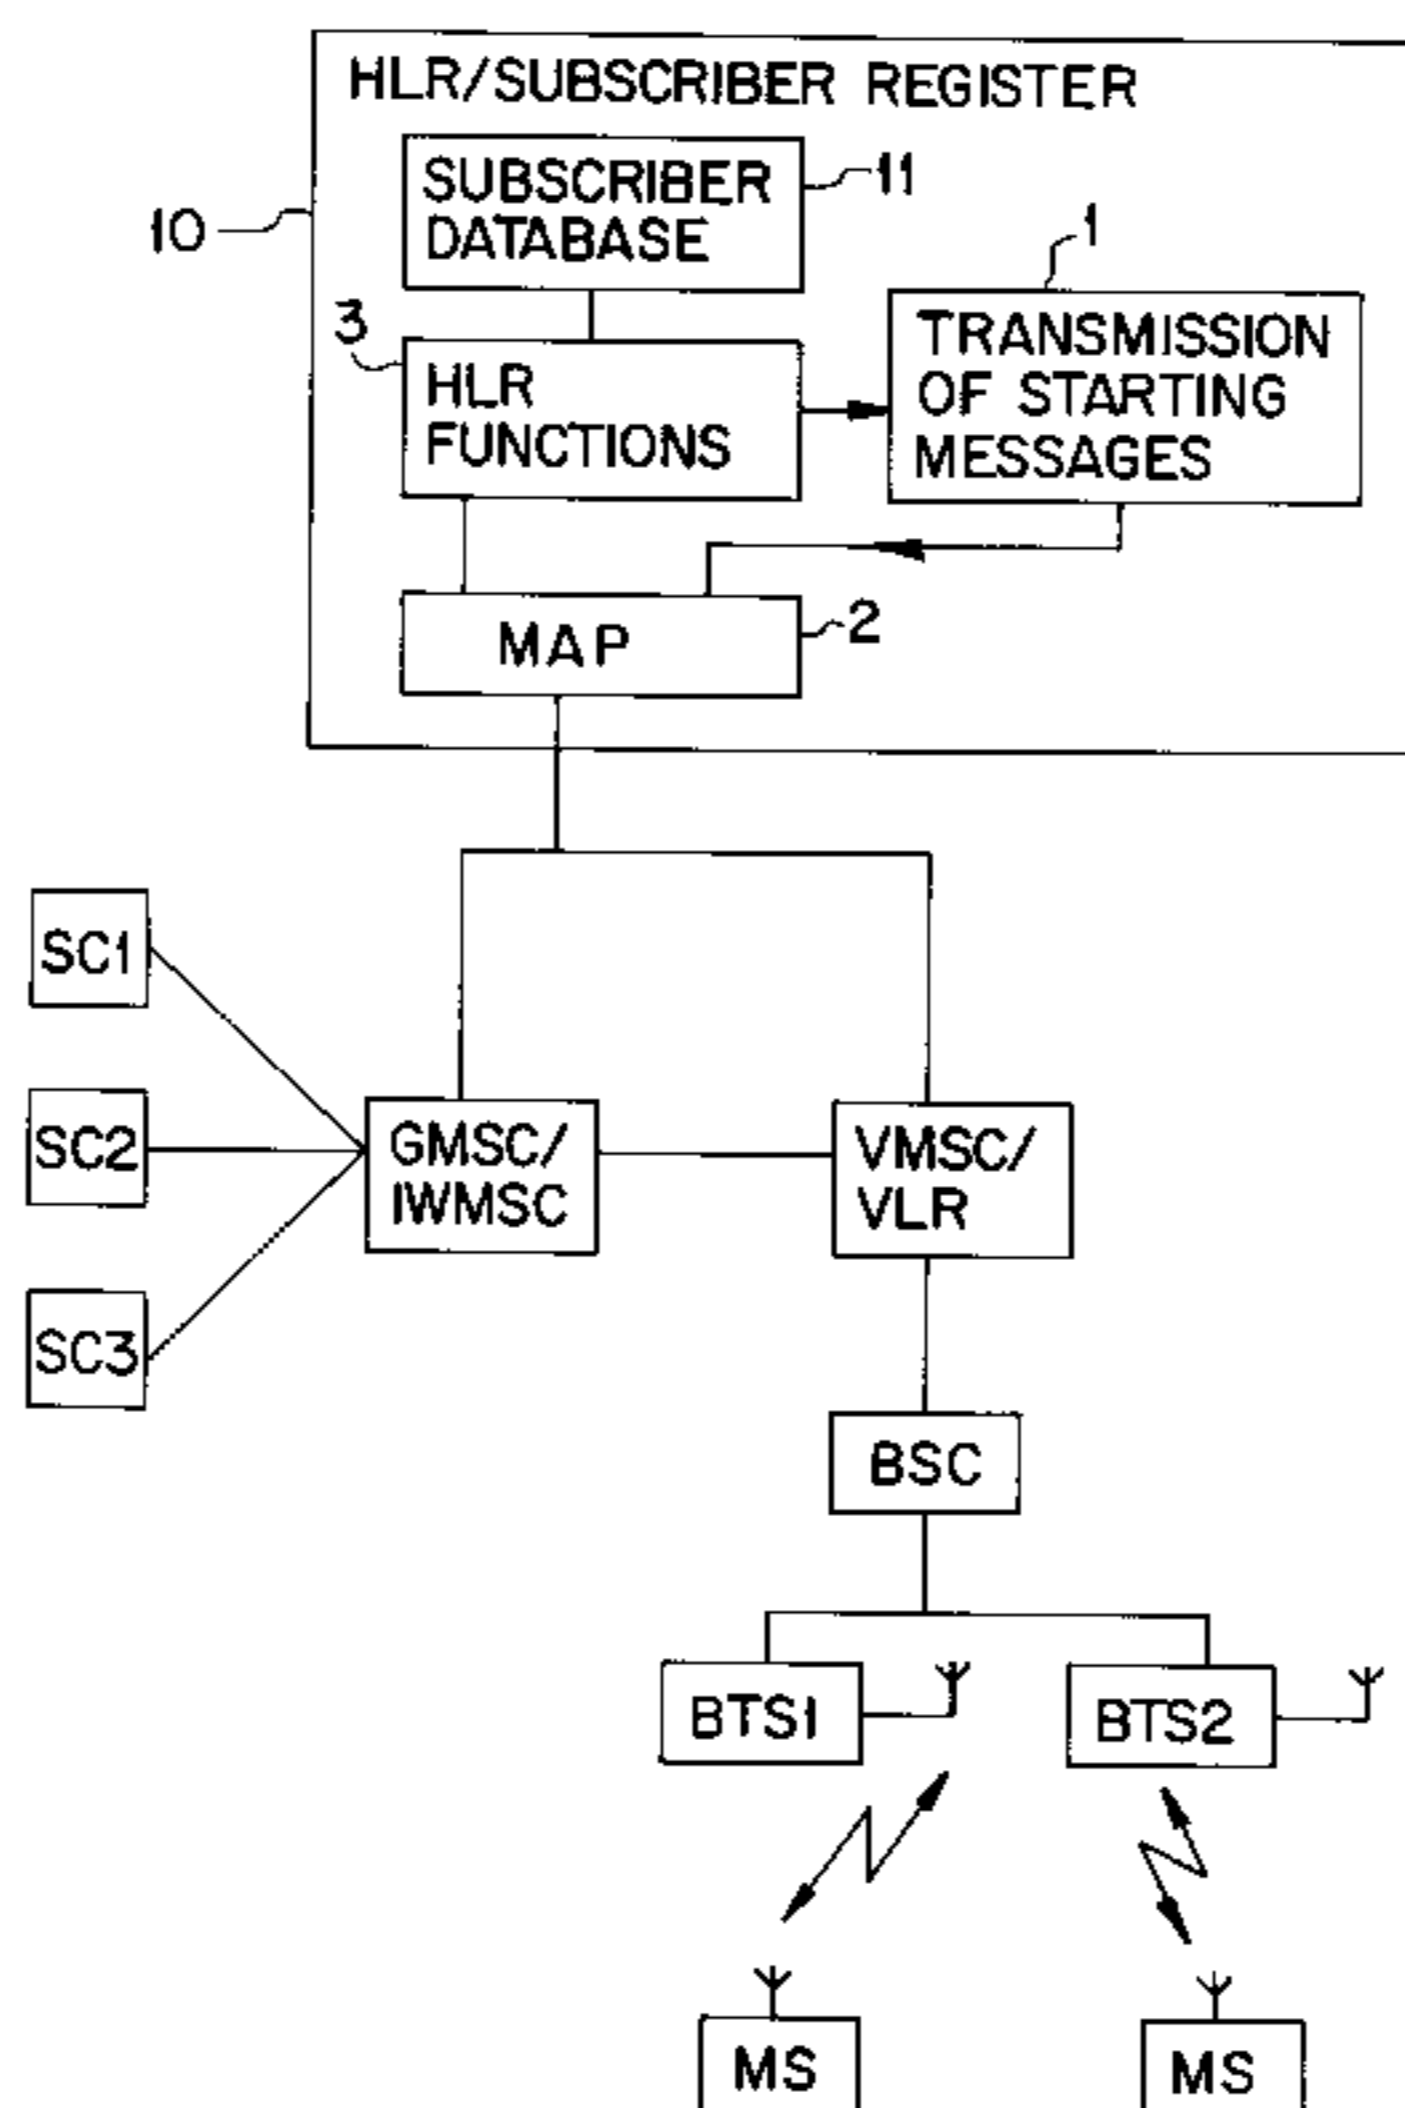 HLR/SUBSCRIBER REGISTER
SUBSCRIBER
DATABASE
11
10
1
3
HLR
FUNCTIONS
TRANSMISSION
OF STARTING
MESSAGES
MAP
2
SC1
SC2
SC3
GMSC/
IWMSC
VMSC/
VLR
BSC
BTS1
BTS2
MS
MS